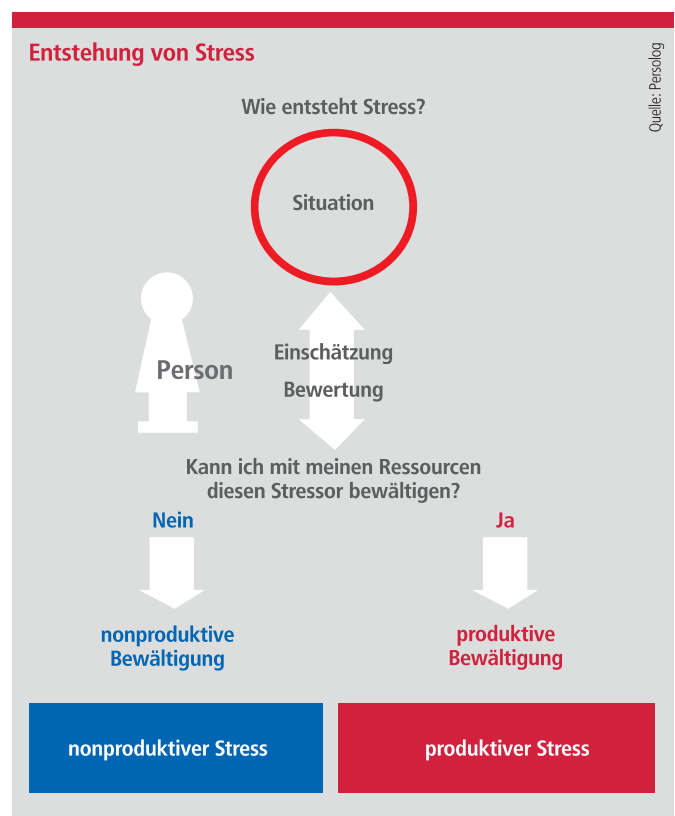 Entstehung von Stress
Quelle: Persolog
Wie entsteht Stress?
Situation
Person
Einschätzung
Bewertung
Kann ich mit meinen Ressourcen
diesen Stressor bewältigen?
Nein
Ja
nonproduktive
Bewältigung
produktive
Bewältigung
nonproduktiver Stress
produktiver Stress